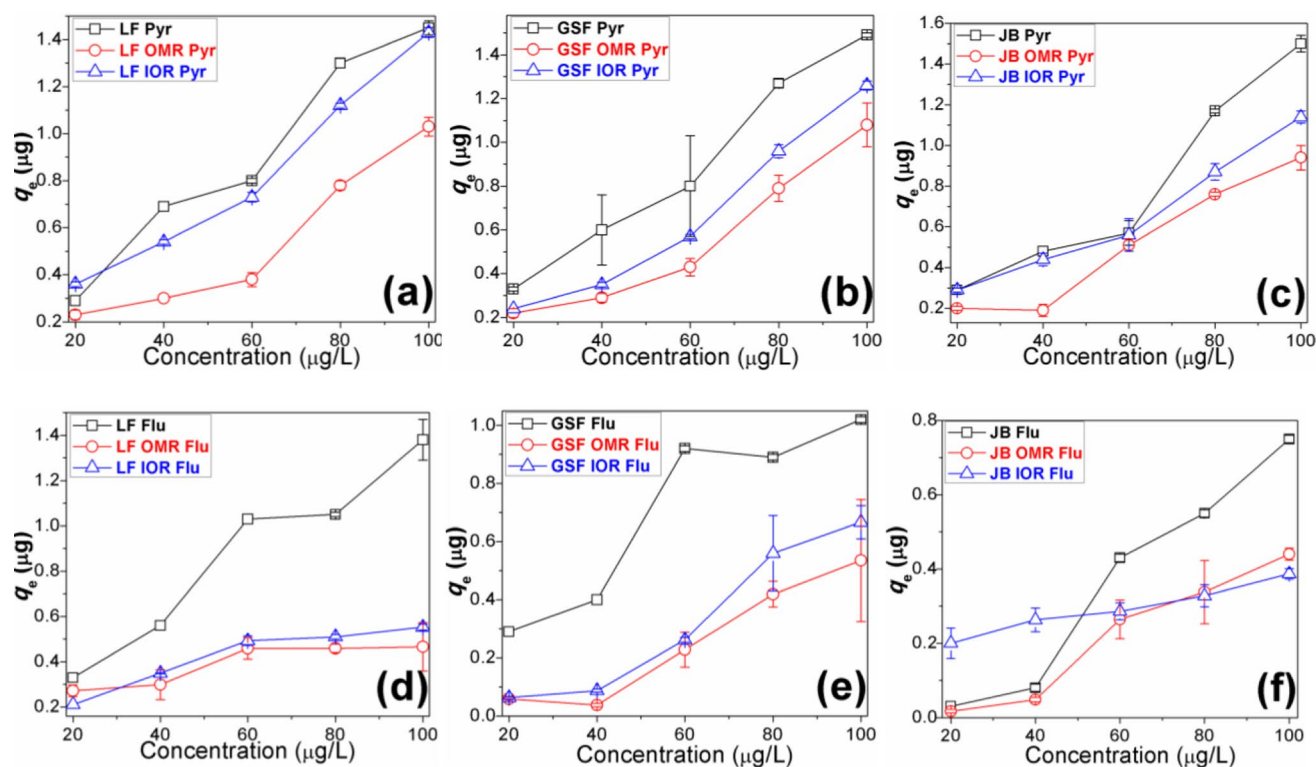 LF Pyr
LF OMR Pyr
LF IOR Pyr
qe (μg)
1.4
1.2
1.0
0.8
0.6
0.4
0.2
20 40 60 80 100
Concentration (μg/L)
(a)
GSF Pyr
GSF OMR Pyr
GSF IOR Pyr
qe (μg)
1.4
1.2
1.0
0.8
0.6
0.4
0.2
20 40 60 80 100
Concentration (μg/L)
(b)
JB Pyr
JB OMR Pyr
JB IOR Pyr
qe (μg)
1.6
1.4
1.2
1.0
0.8
0.6
0.4
0.2
20 40 60 80 100
Concentration (μg/L)
(c)
LF Flu
LF OMR Flu
LF IOR Flu
qe (μg)
1.4
1.2
1.0
0.8
0.6
0.4
0.2
20 40 60 80 100
Concentration (μg/L)
(d)
GSF Flu
GSF OMR Flu
GSF IOR Flu
qe (μg)
1.0
0.8
0.6
0.4
0.2
0.0
20 40 60 80 100
Concentration (μg/L)
(e)
JB Flu
JB OMR Flu
JB IOR Flu
qe (μg)
0.8
0.6
0.4
0.2
0.0
20 40 60 80 100
Concentration (μg/L)
(f)